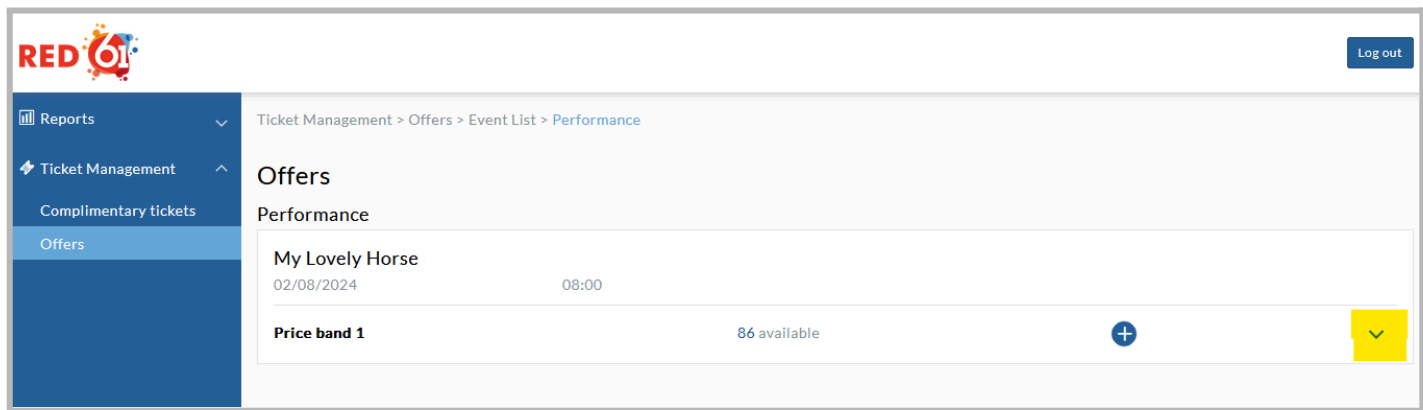 RED 61
Log out
Reports
Ticket Management
Complimentary tickets
Offers
Ticket Management > Offers > Event List > Performance
Offers
Performance
My Lovely Horse
02/08/2024 08:00
Price band 1 86 available